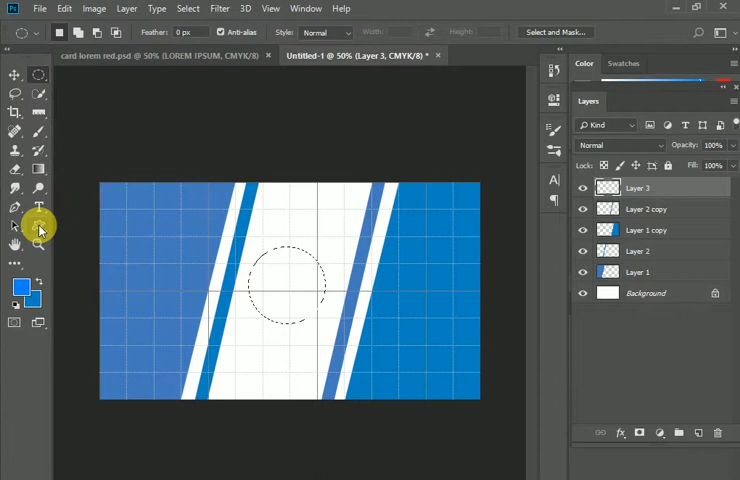 Ps File Edit Image Layer Type Select Filter 3D View Window Help
Feather: 0 px Anti-alias Style: Normal Width: Height: Select and Mask...
card lorem red.psd @ 50% (LOREM IPSUM, CMYK/8) × Untitled-1 @ 50% (Layer 3, CMYK/8) * ×
Color Swatches
Layers
Kind
Normal Opacity: 100%
Lock: Fill: 100%
Layer 3
Layer 2 copy
Layer 1 copy
Layer 2
Layer 1
Background